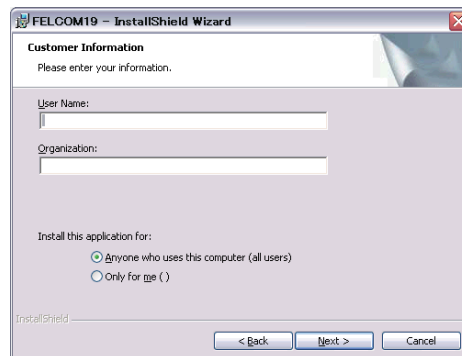 FELCOM19 - InstallShield Wizard
Customer Information
Please enter your information.
User Name:
Organization:
Install this application for:
Anyone who uses this computer (all users)
Only for me ( )
InstallShield
< Back
Next >
Cancel